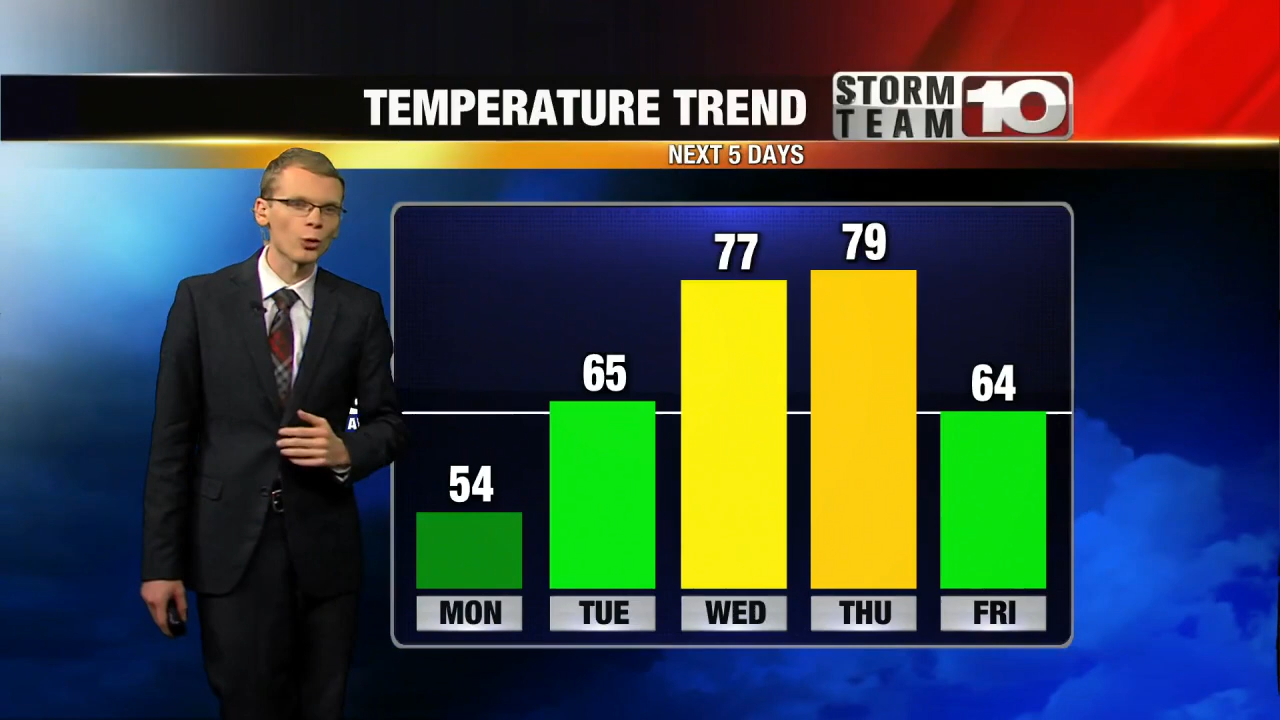 TEMPERATURE TREND
STORM
TEAM
10
NEXT 5 DAYS
54
65
77
79
64
MON
TUE
WED
THU
FRI